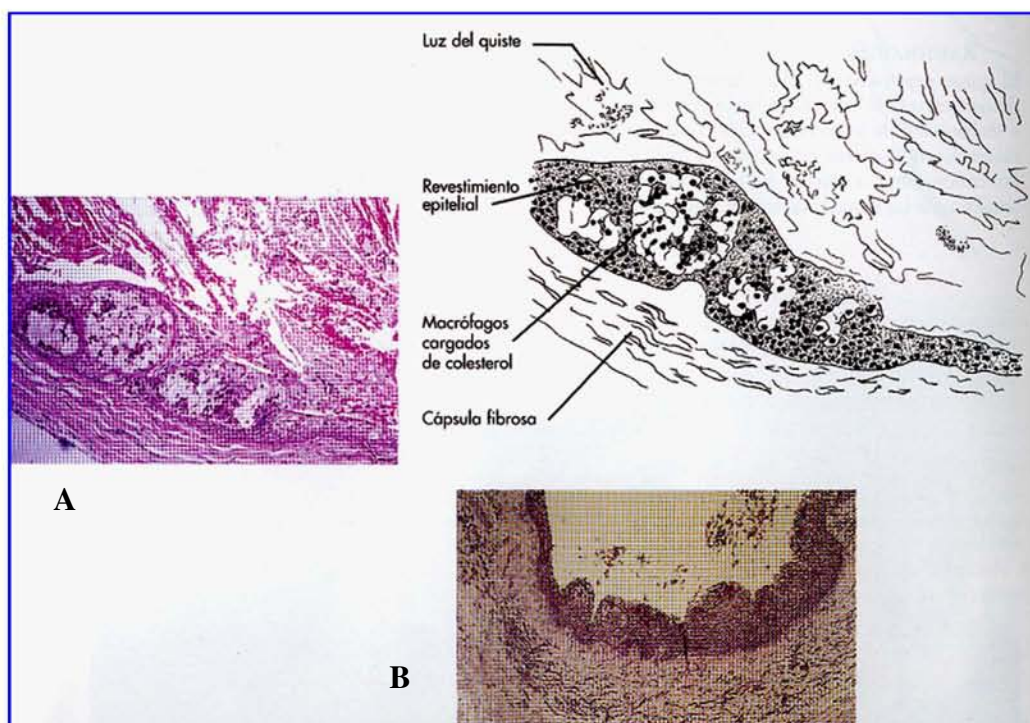 Luz del quiste
Revestimiento
epitelial
Macrófagos
cargados
de colesterol
Cápsula fibrosa
A
B